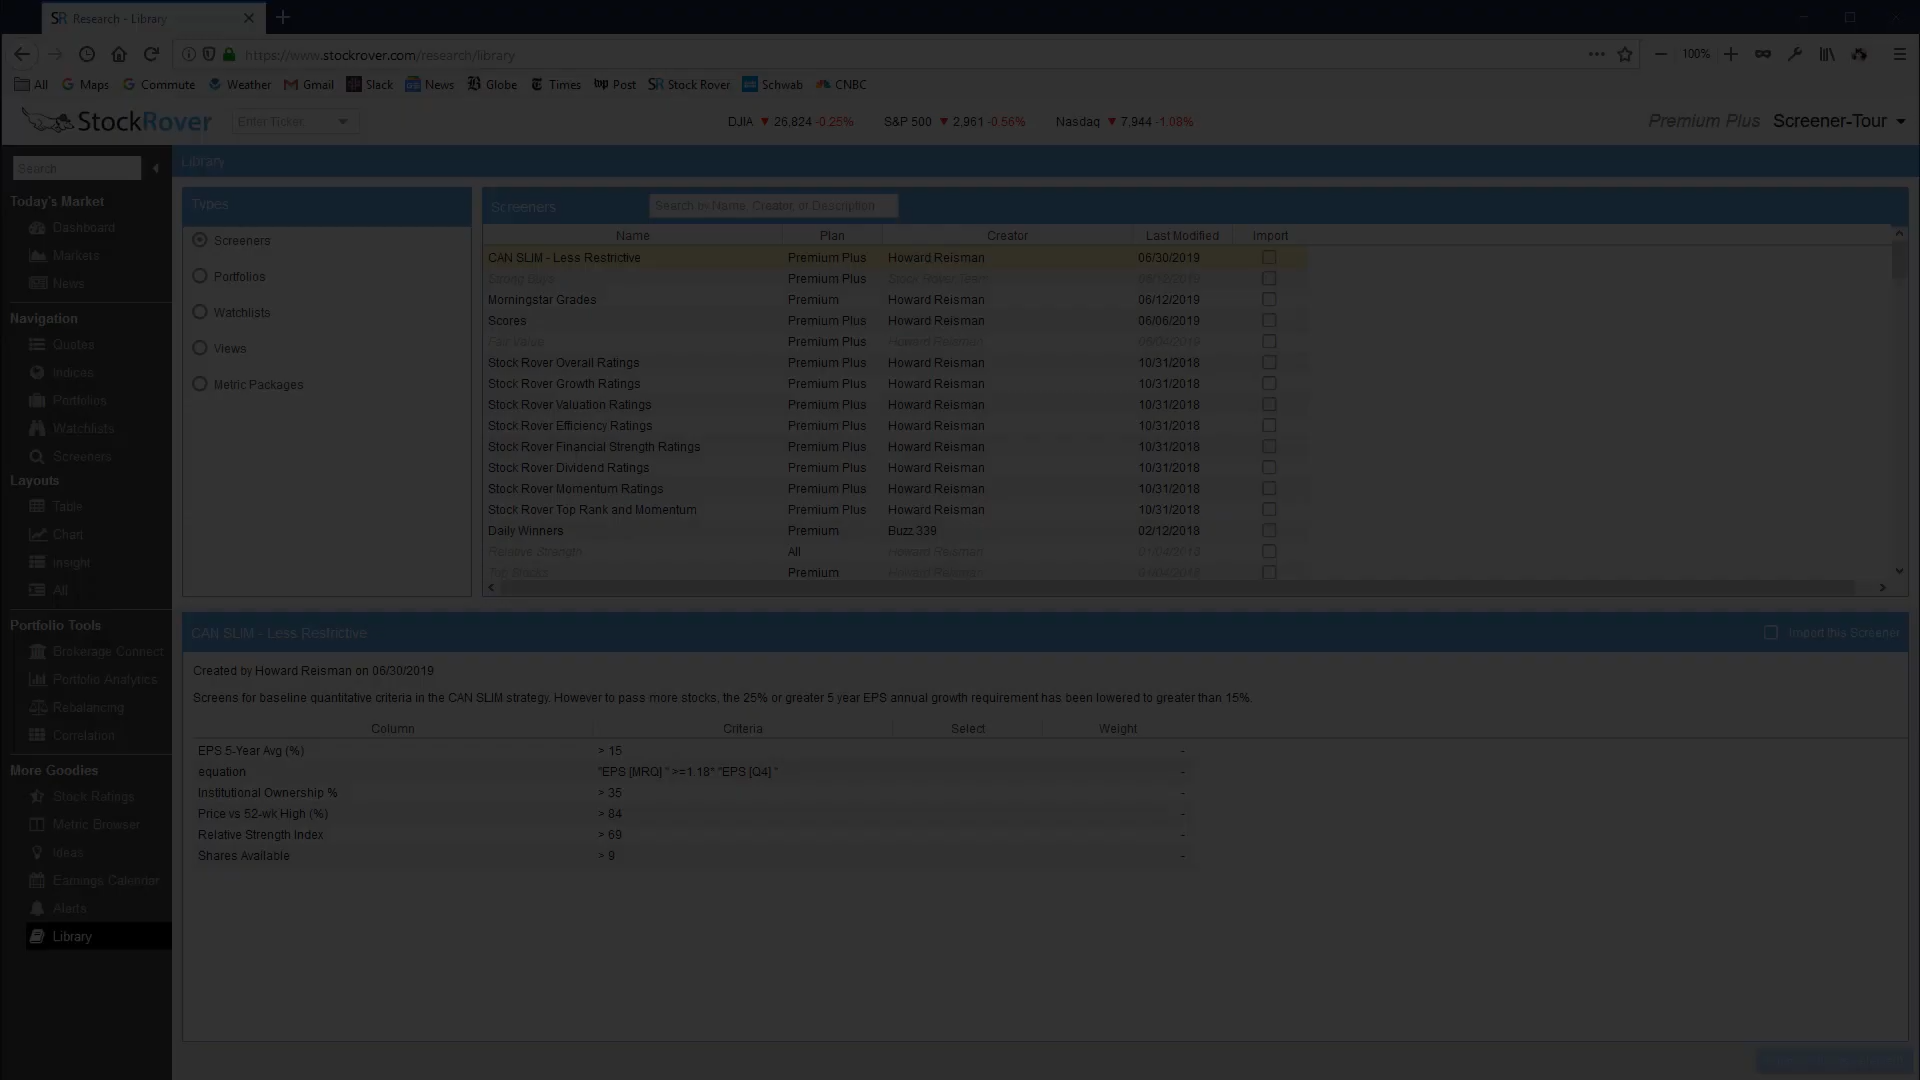 SR Research - Library
https://www.stockrover.com/research/library
100%
All Maps Commute Weather Gmail Slack News Globe Times Post Stock Rover Schwab CNBC
StockRover Enter Ticker DJIA ▼ 26,824 -0.25% S&P 500 ▼ 2,961 -0.56% Nasdaq ▼ 7,944 -1.08% Premium Plus Screener-Tour
Search
Library
Today's Market
Dashboard
Markets
News
Navigation
Quotes
Indices
Portfolios
Watchlists
Screeners
Layouts
Table
Chart
Insight
All
Portfolio Tools
Brokerage Connect
Portfolio Analytics
Rebalancing
Correlation
More Goodies
Stock Ratings
Metric Browser
Ideas
Earnings Calendar
Alerts
Library
Types
Screeners
Portfolios
Watchlists
Views
Metric Packages
Screeners Search by Name, Creator, or Description
Name Plan Creator Last Modified Import
CAN SLIM - Less Restrictive Premium Plus Howard Reisman 06/30/2019
Premium Plus Stock Rover Team
Morningstar Grades Premium Howard Reisman 06/12/2019
Scores Premium Plus Howard Reisman 06/06/2019
Fair Value Premium Plus Howard Reisman
Stock Rover Overall Ratings Premium Plus Howard Reisman 10/31/2018
Stock Rover Growth Ratings Premium Plus Howard Reisman 10/31/2018
Stock Rover Valuation Ratings Premium Plus Howard Reisman 10/31/2018
Stock Rover Efficiency Ratings Premium Plus Howard Reisman 10/31/2018
Stock Rover Financial Strength Ratings Premium Plus Howard Reisman 10/31/2018
Stock Rover Dividend Ratings Premium Plus Howard Reisman 10/31/2018
Stock Rover Momentum Ratings Premium Plus Howard Reisman 10/31/2018
Stock Rover Top Rank and Momentum Premium Plus Howard Reisman 10/31/2018
Daily Winners Premium Buzz 339 02/12/2018
Relative Strength All Howard Reisman
Premium Howard Reisman
CAN SLIM - Less Restrictive Import this Screener
Created by Howard Reisman on 06/30/2019
Screens for baseline quantitative criteria in the CAN SLIM strategy. However to pass more stocks, the 25% or greater 5 year EPS annual growth requirement has been lowered to greater than 15%.
Column Criteria Select Weight
EPS 5-Year Avg (%) > 15 -
equation "EPS [MRQ] " >=1.18* "EPS [Q4] " -
Institutional Ownership % > 35 -
Price vs 52-wk High (%) > 84 -
Relative Strength Index > 69 -
Shares Available > 9 -